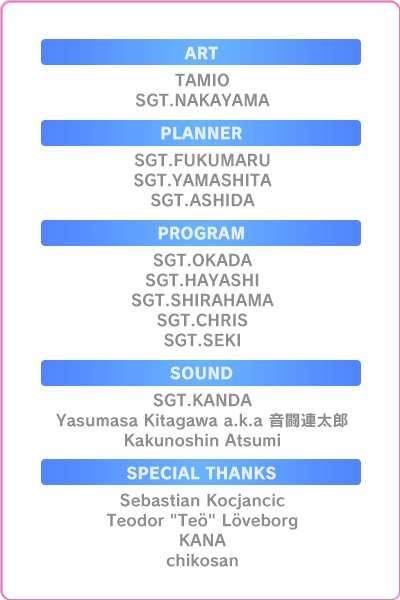 ART
TAMIO
SGT.NAKAYAMA
PLANNER
SGT.FUKUMARU
SGT.YAMASHITA
SGT.ASHIDA
PROGRAM
SGT.OKADA
SGT.HAYASHI
SGT.SHIRAHAMA
SGT.CHRIS
SGT.SEKI
SOUND
SGT.KANDA
Yasumasa Kitagawa a.k.a 音闘連太郎
Kakunoshin Atsumi
SPECIAL THANKS
Sebastian Kocjancic
Teodor "Teö" Löveborg
KANA
chikosan